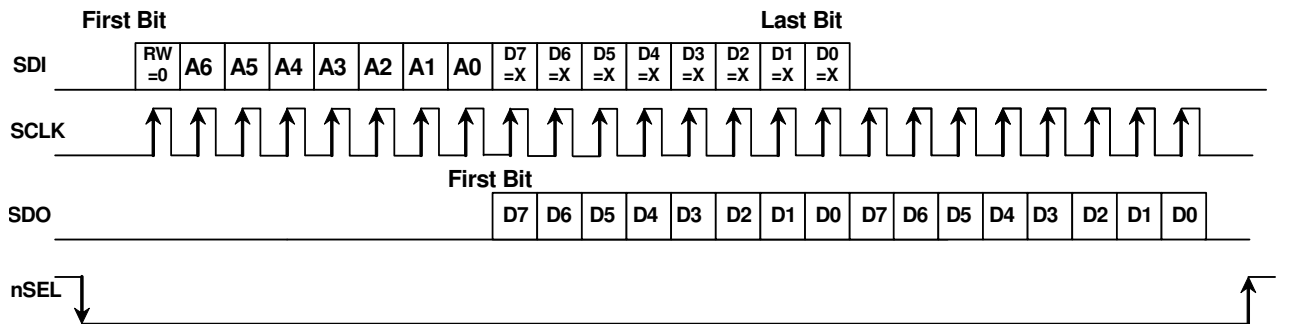 First Bit Last Bit
SDI RW =0 A6 A5 A4 A3 A2 A1 A0 D7 =X D6 =X D5 =X D4 =X D3 =X D2 =X D1 =X D0 =X
SCLK
First Bit
SDO D7 D6 D5 D4 D3 D2 D1 D0 D7 D6 D5 D4 D3 D2 D1 D0
nSEL